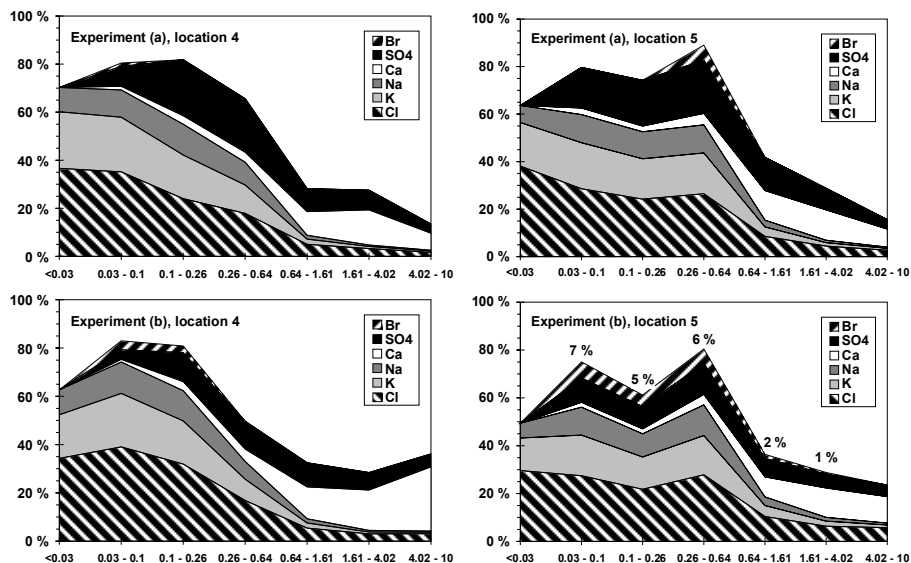 100 %
80 %
60 %
40 %
20 %
0 %
Experiment (a), location 4
Br
SO4
Ca
Na
K
Cl
<0.03
0.03 - 0.1
0.1 - 0.26
0.26 - 0.64
0.64 - 1.61
1.61 - 4.02
4.02 - 10
100 %
80 %
60 %
40 %
20 %
0 %
Experiment (a), location 5
Br
SO4
Ca
Na
K
Cl
<0.03
0.03 - 0.1
0.1 - 0.26
0.26 - 0.64
0.64 - 1.61
1.61 - 4.02
4.02 - 10
100 %
80 %
60 %
40 %
20 %
0 %
Experiment (b), location 4
Br
SO4
Ca
Na
K
Cl
<0.03
0.03 - 0.1
0.1 - 0.26
0.26 - 0.64
0.64 - 1.61
1.61 - 4.02
4.02 - 10
100 %
80 %
60 %
40 %
20 %
0 %
Experiment (b), location 5
7 %
5 %
6 %
2 %
1 %
Br
SO4
Ca
Na
K
Cl
<0.03
0.03 - 0.1
0.1 - 0.26
0.26 - 0.64
0.64 - 1.61
1.61 - 4.02
4.02 - 10